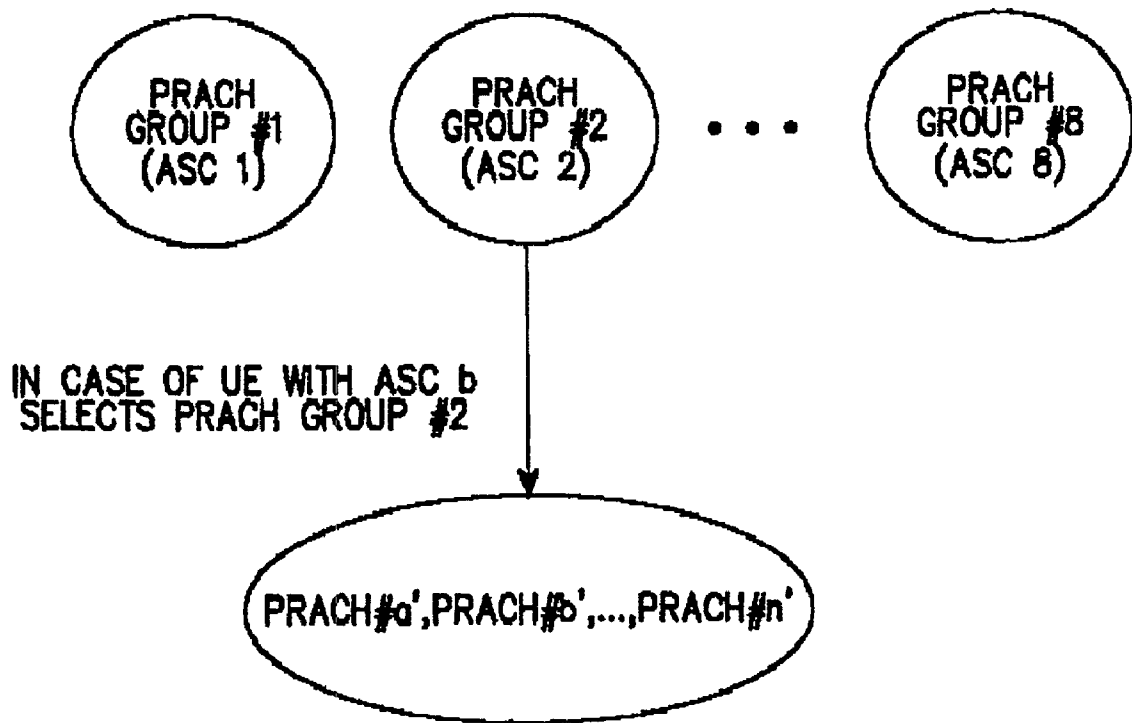 PRACH
GROUP #1
(ASC 1)
PRACH
GROUP #2
(ASC 2)
• • •
PRACH
GROUP #8
(ASC 8)
IN CASE OF UE WITH ASC b
SELECTS PRACH GROUP #2
PRACH#a',PRACH#b',...,PRACH#n'